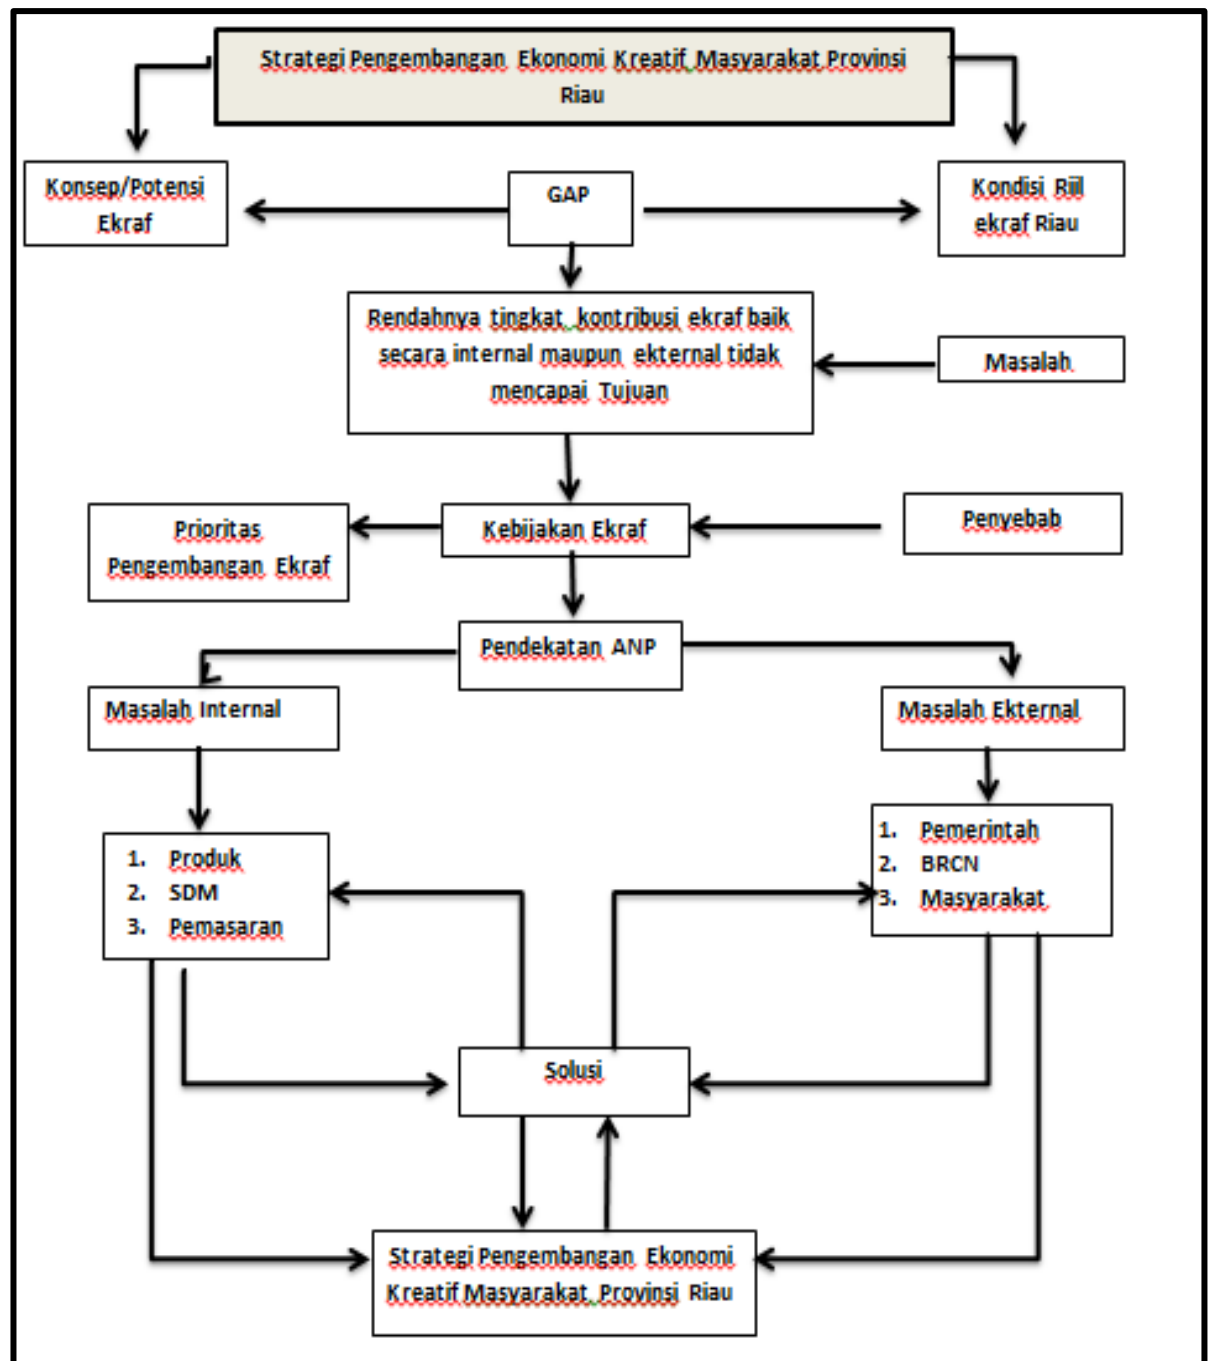 Strategi Pengembangan Ekonomi Kreatif Masyarakat Provinsi
Riau
Konsep/Potensi
Ekraf
GAP
Kondisi Riil
ekraf Riau
Rendahnya tingkat kontribusi ekraf baik
secara internal maupun ekternal tidak
mencapai Tujuan
Masalah
Prioritas
Pengembangan Ekraf
Kebijakan Ekraf
Penyebab
Pendekatan ANP
Masalah Internal
Masalah Ekternal
1. Produk
2. SDM
3. Pemasaran
1. Pemerintah
2. BRCN
3. Masyarakat
Solusi
Strategi Pengembangan Ekonomi
Kreatif Masyarakat Provinsi Riau